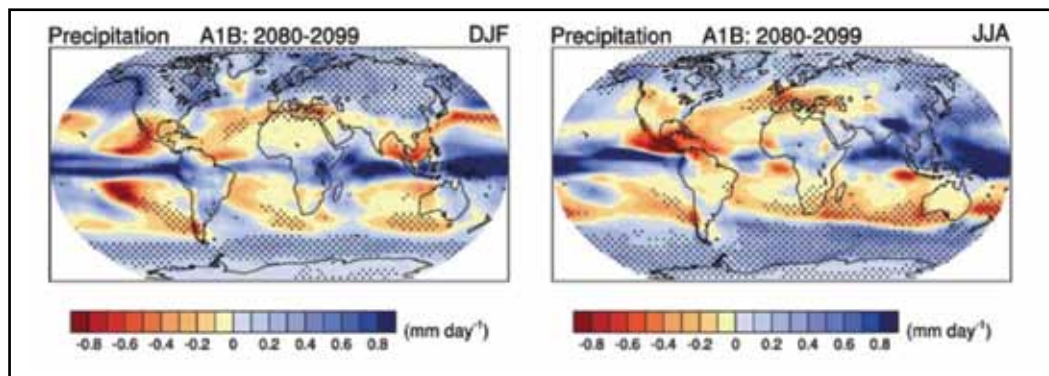 Precipitation A1B: 2080-2099 DJF
Precipitation A1B: 2080-2099 JJA
-0.8 -0.6 -0.4 -0.2 0 0.2 0.4 0.6 0.8 (mm day⁻¹)
-0.8 -0.6 -0.4 -0.2 0 0.2 0.4 0.6 0.8 (mm day⁻¹)